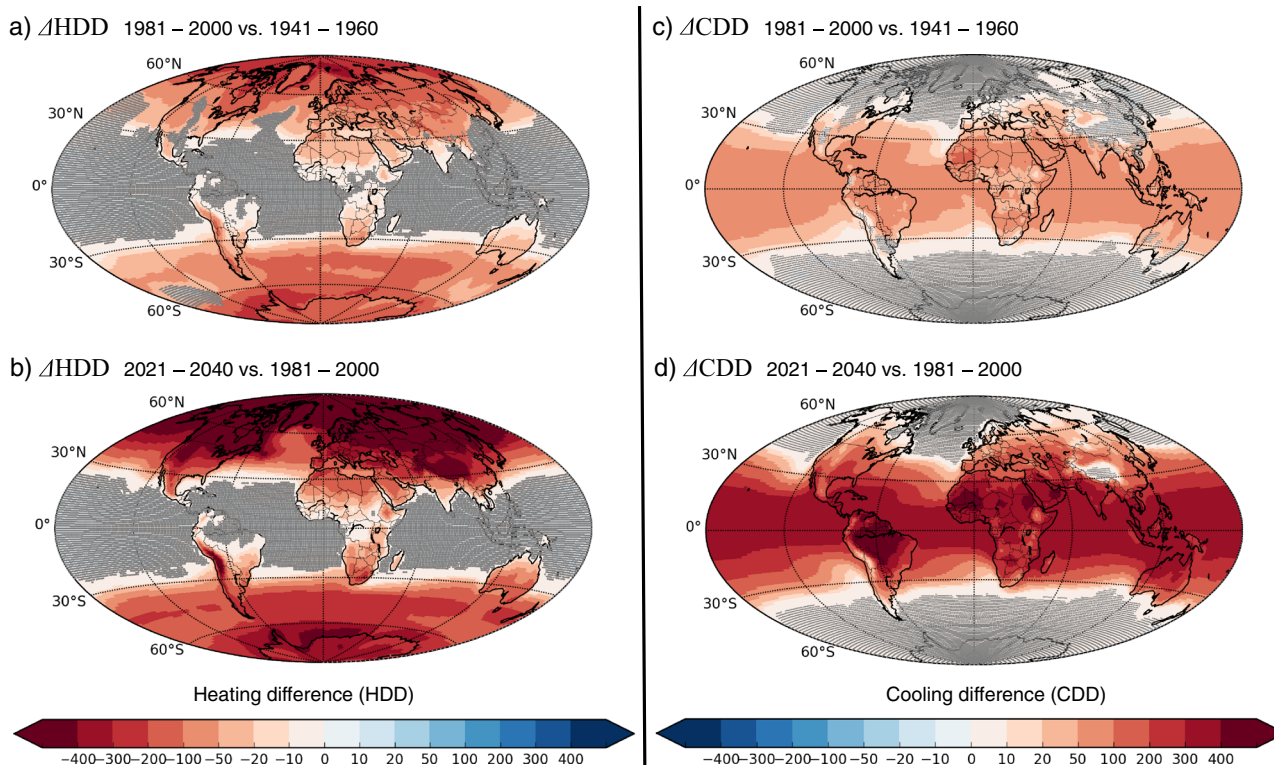 a) ΔHDD 1981 – 2000 vs. 1941 – 1960
60°N
30°N
0°
30°S
60°S
b) ΔHDD 2021 – 2040 vs. 1981 – 2000
60°N
30°N
0°
30°S
60°S
Heating difference (HDD)
−400 −300 −200 −100 −50 −20 −10 0 10 20 50 100 200 300 400
c) ΔCDD 1981 – 2000 vs. 1941 – 1960
60°N
30°N
0°
30°S
60°S
d) ΔCDD 2021 – 2040 vs. 1981 – 2000
60°N
30°N
0°
30°S
60°S
Cooling difference (CDD)
−400 −300 −200 −100 −50 −20 −10 0 10 20 50 100 200 300 400